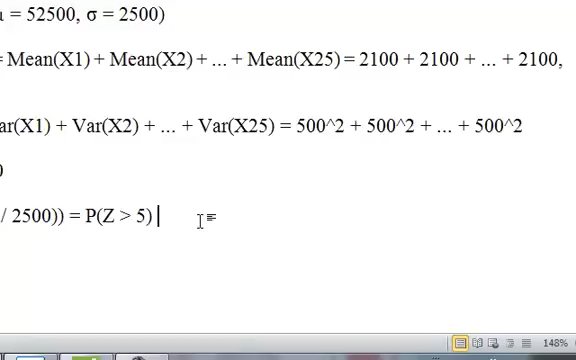 = 52500, σ = 2500)
= Mean(X1) + Mean(X2) + ... + Mean(X25) = 2100 + 2100 + ... + 2100,
ar(X1) + Var(X2) + ... + Var(X25) = 500^2 + 500^2 + ... + 500^2
0
/ 2500)) = P(Z > 5)
148%